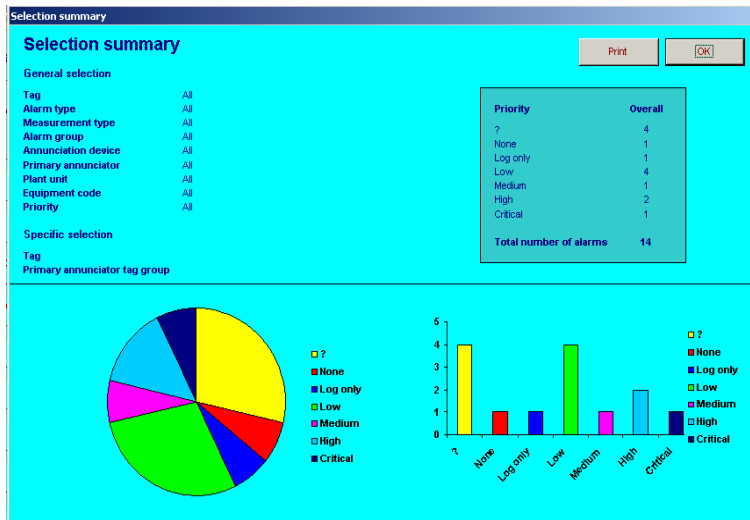 Selection summary
Selection summary
Print
OK
General selection
Tag All
Alarm type All
Measurement type All
Alarm group All
Annunciation device All
Primary annunciator All
Plant unit All
Equipment code All
Priority All
Specific selection
Tag
Primary annunciator tag group
Priority Overall
? 4
None 1
Log only 1
Low 4
Medium 1
High 2
Critical 1
Total number of alarms 14
?
None
Log only
Low
Medium
High
Critical
5
4
3
2
1
0
? None Log only Low Medium High Critical
?
None
Log only
Low
Medium
High
Critical